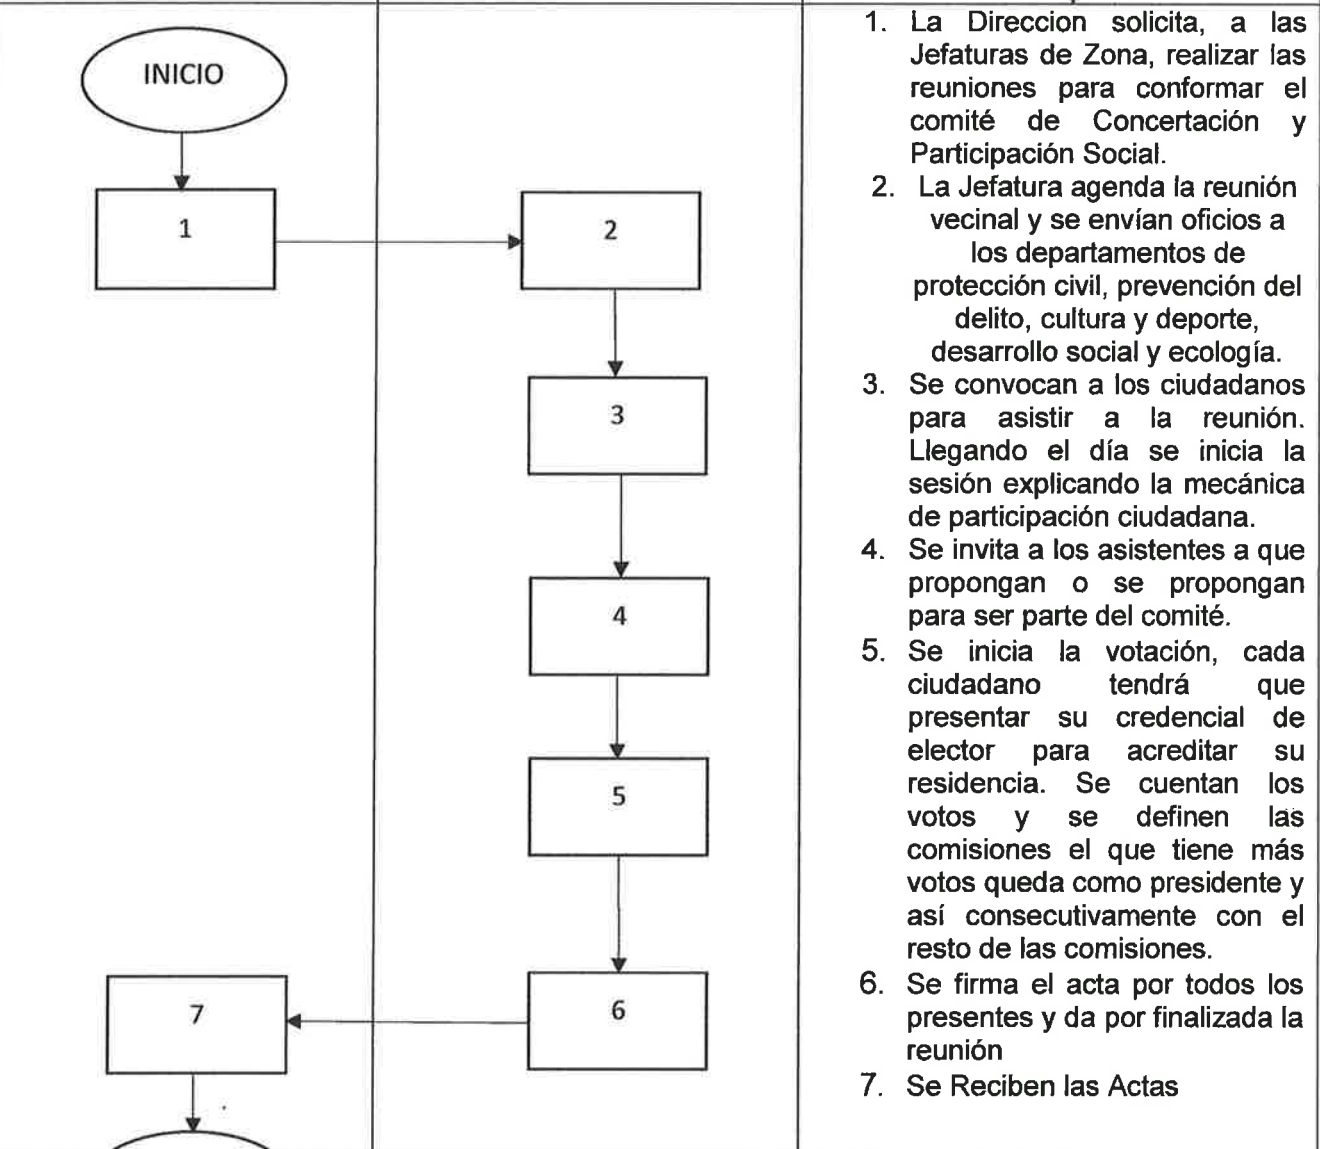 INICIO
1
2
3
4
5
6
7
1. La Direccion solicita, a las
Jefaturas de Zona, realizar las
reuniones para conformar el
comité de Concertación y
Participación Social.
2. La Jefatura agenda la reunión
vecinal y se envían oficios a
los departamentos de
protección civil, prevención del
delito, cultura y deporte,
desarrollo social y ecología.
3. Se convocan a los ciudadanos
para asistir a la reunión.
Llegando el día se inicia la
sesión explicando la mecánica
de participación ciudadana.
4. Se invita a los asistentes a que
propongan o se propongan
para ser parte del comité.
5. Se inicia la votación, cada
ciudadano tendrá que
presentar su credencial de
elector para acreditar su
residencia. Se cuentan los
votos y se definen las
comisiones el que tiene más
votos queda como presidente y
así consecutivamente con el
resto de las comisiones.
6. Se firma el acta por todos los
presentes y da por finalizada la
reunión
7. Se Reciben las Actas